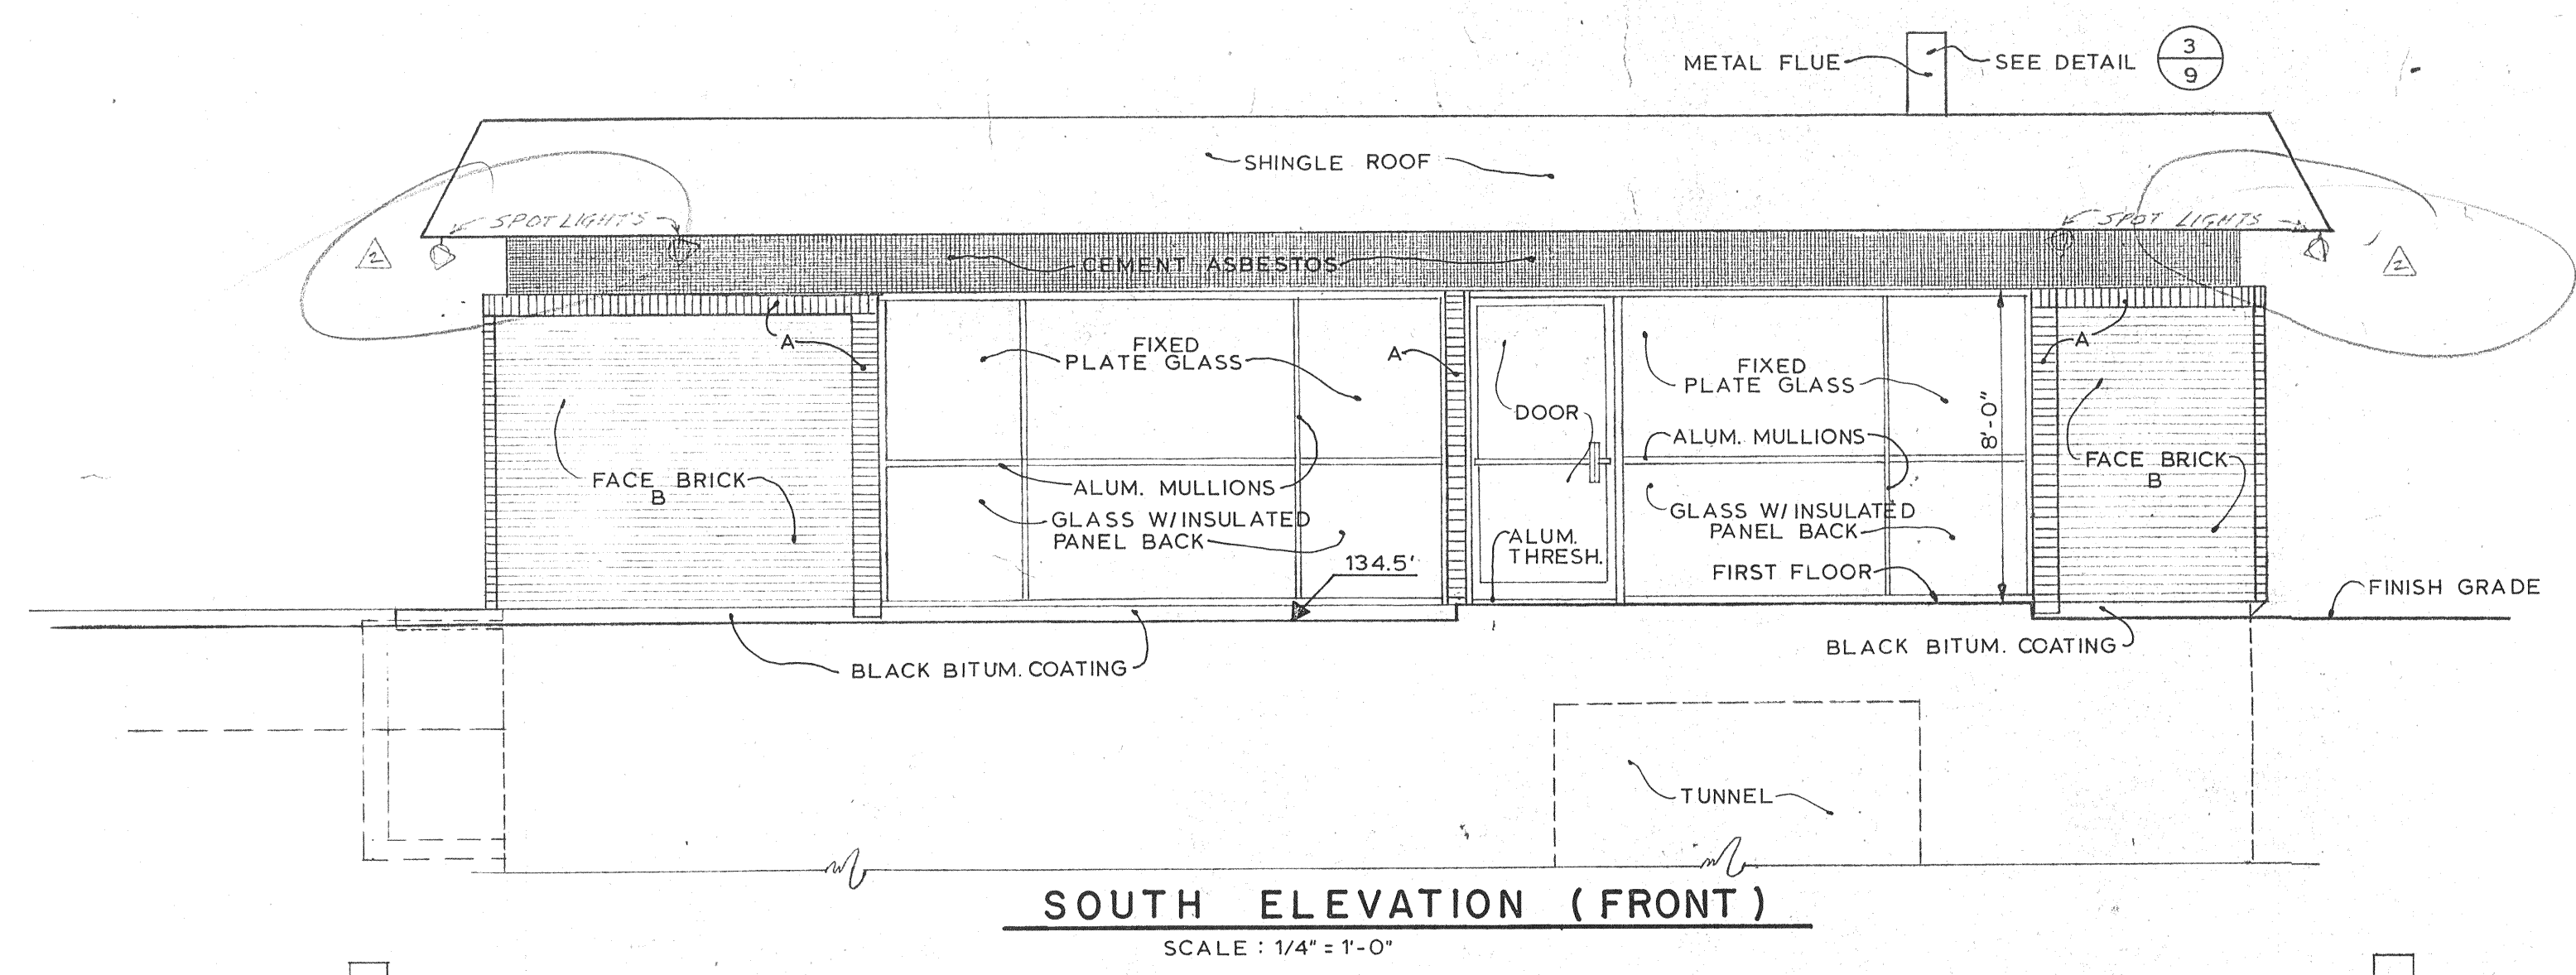 METAL FLUE
SEE DETAIL
3
9
SHINGLE ROOF
SPOTLIGHTS
SPOT LIGHTS
2
2
CEMENT ASBESTOS
A
A
A
FIXED
PLATE GLASS
FIXED
PLATE GLASS
DOOR
8'-0"
ALUM. MULLIONS
FACE BRICK
B
FACE BRICK
B
ALUM. MULLIONS
GLASS W/INSULATED
PANEL BACK
GLASS W/INSULATED
PANEL BACK
ALUM.
THRESH.
134.5'
FIRST FLOOR
FINISH GRADE
BLACK BITUM. COATING
BLACK BITUM. COATING
TUNNEL
SOUTH ELEVATION (FRONT)
SCALE : 1/4" = 1'-0"